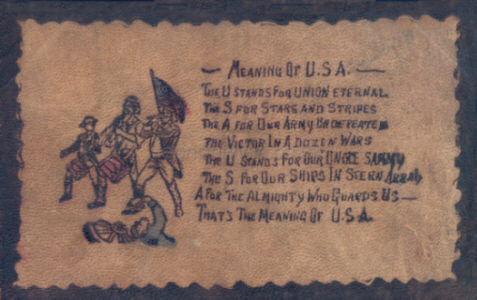 — MEANING OF U.S.A. —
THE U STANDS FOR UNION ETERNAL
THE S FOR STARS AND STRIPES
THE A FOR OUR ARMY UNDEFEATED
THE VICTOR IN A DOZEN WARS
THE U STANDS FOR OUR UNCLE SAMMY
THE S FOR OUR SHIPS IN STERN ARRAY
A FOR THE ALMIGHTY WHO GUARDS US —
THAT'S THE MEANING OF U.S.A.